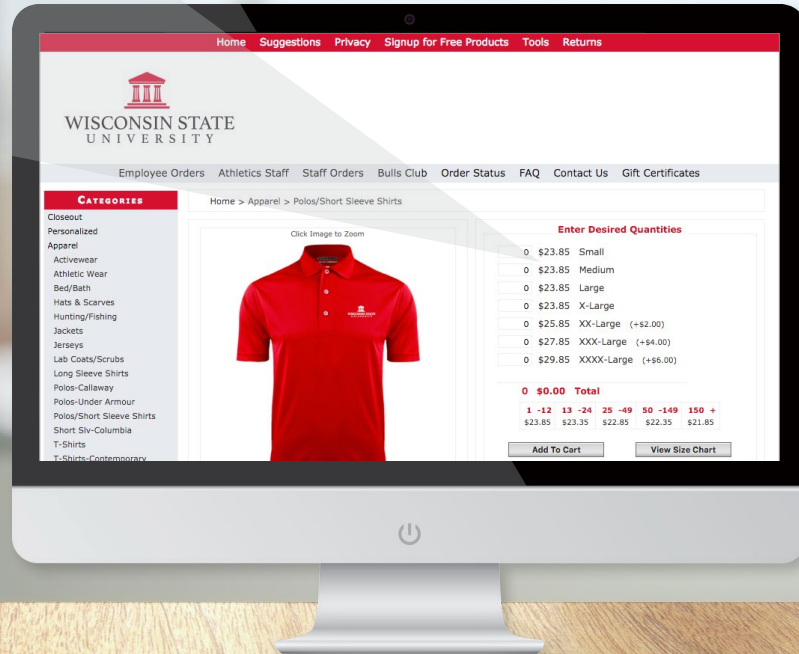 Home Suggestions Privacy Signup for Free Products Tools Returns
WISCONSIN STATE
UNIVERSITY
Employee Orders Athletics Staff Staff Orders Bulls Club Order Status FAQ Contact Us Gift Certificates
CATEGORIES
Closeout
Personalized
Apparel
Activewear
Athletic Wear
Bed/Bath
Hats & Scarves
Hunting/Fishing
Jackets
Jerseys
Lab Coats/Scrubs
Long Sleeve Shirts
Polos-Callaway
Polos-Under Armour
Polos/Short Sleeve Shirts
Short Slv-Columbia
T-Shirts
T-Shirts-Contemporary
Home > Apparel > Polos/Short Sleeve Shirts
Click Image to Zoom
WISCONSIN STATE
UNIVERSITY
Enter Desired Quantities
0 $23.85 Small
0 $23.85 Medium
0 $23.85 Large
0 $23.85 X-Large
0 $25.85 XX-Large (+$2.00)
0 $27.85 XXX-Large (+$4.00)
0 $29.85 XXXX-Large (+$6.00)
0 $0.00 Total
1 -12 13 -24 25 -49 50 -149 150 +
$23.85 $23.35 $22.85 $22.35 $21.85
Add To Cart View Size Chart